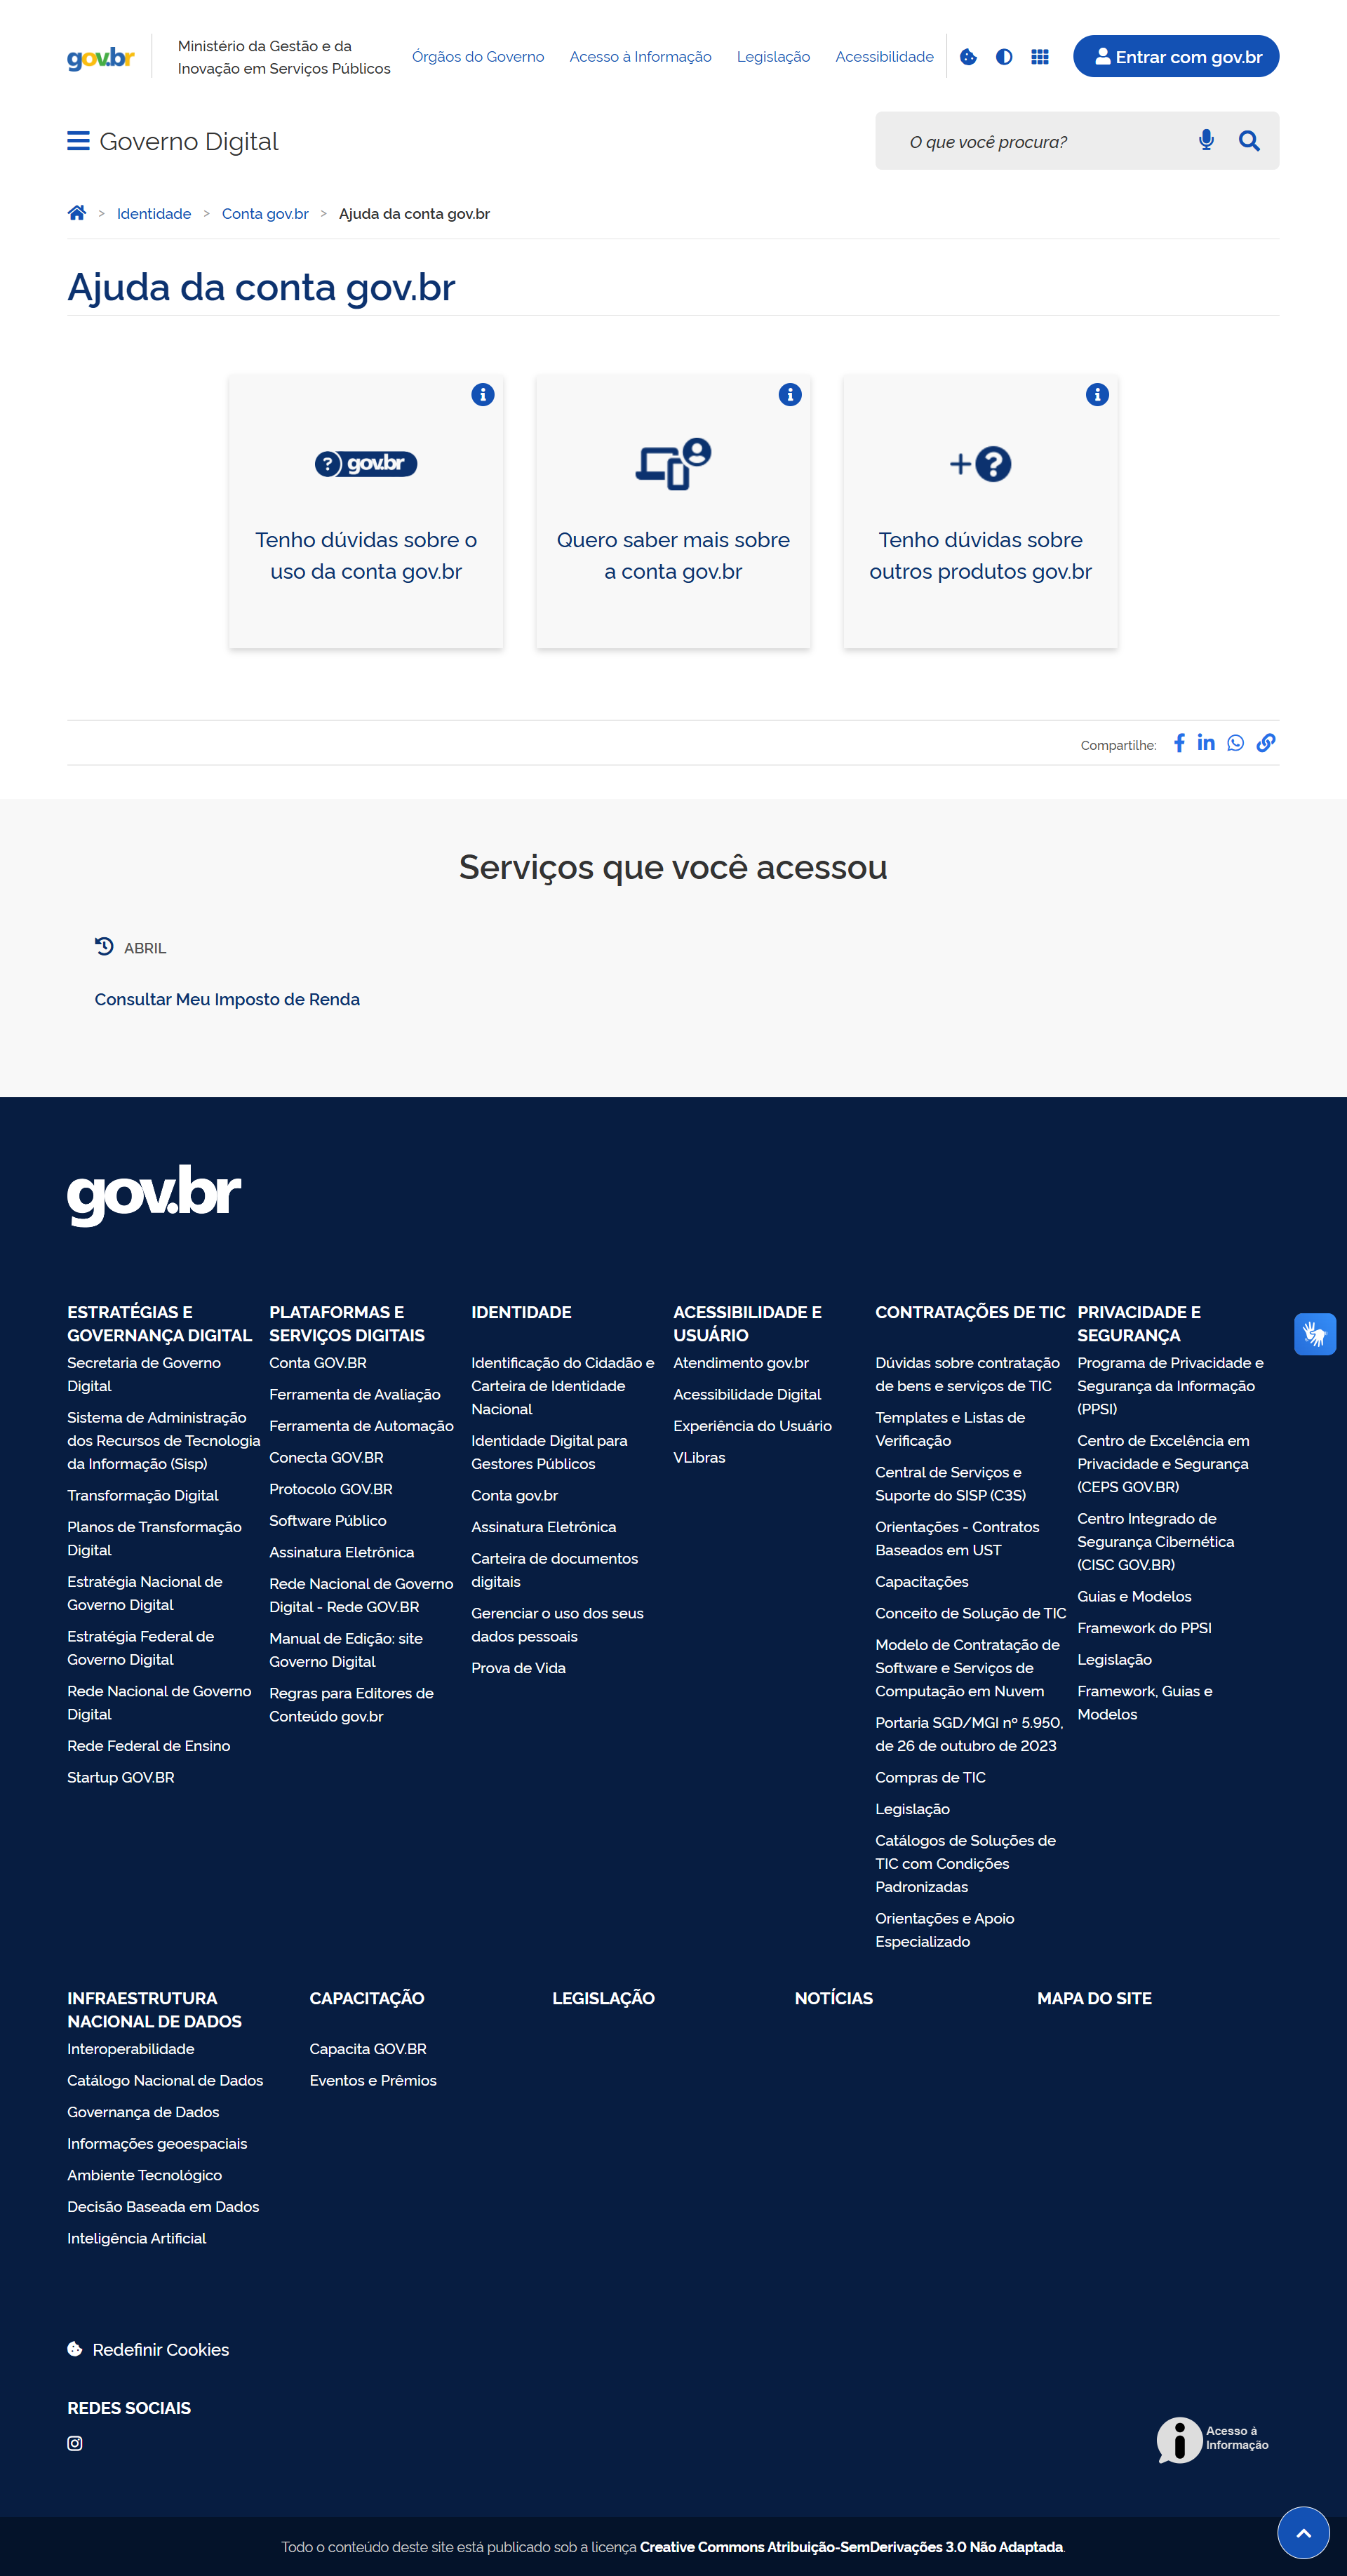 gov.br
Ministério da Gestão e da
Inovação em Serviços Públicos
Órgãos do Governo
Acesso à Informação
Legislação
Acessibilidade
Entrar com gov.br
Governo Digital
O que você procura?
> Identidade > Conta gov.br > Ajuda da conta gov.br
Ajuda da conta gov.br
? gov.br
Tenho dúvidas sobre o
uso da conta gov.br
Quero saber mais sobre
a conta gov.br
+?
Tenho dúvidas sobre
outros produtos gov.br
Compartilhe:
Serviços que você acessou
ABRIL
Consultar Meu Imposto de Renda
gov.br
ESTRATÉGIAS E
GOVERNANÇA DIGITAL
Secretaria de Governo
Digital
Sistema de Administração
dos Recursos de Tecnologia
da Informação (Sisp)
Transformação Digital
Planos de Transformação
Digital
Estratégia Nacional de
Governo Digital
Estratégia Federal de
Governo Digital
Rede Nacional de Governo
Digital
Rede Federal de Ensino
Startup GOV.BR
PLATAFORMAS E
SERVIÇOS DIGITAIS
Conta GOV.BR
Ferramenta de Avaliação
Ferramenta de Automação
Conecta GOV.BR
Protocolo GOV.BR
Software Público
Assinatura Eletrônica
Rede Nacional de Governo
Digital - Rede GOV.BR
Manual de Edição: site
Governo Digital
Regras para Editores de
Conteúdo gov.br
IDENTIDADE
Identificação do Cidadão e
Carteira de Identidade
Nacional
Identidade Digital para
Gestores Públicos
Conta gov.br
Assinatura Eletrônica
Carteira de documentos
digitais
Gerenciar o uso dos seus
dados pessoais
Prova de Vida
ACESSIBILIDADE E
USUÁRIO
Atendimento gov.br
Acessibilidade Digital
Experiência do Usuário
VLibras
CONTRATAÇÕES DE TIC
Dúvidas sobre contratação
de bens e serviços de TIC
Templates e Listas de
Verificação
Central de Serviços e
Suporte do SISP (C3S)
Orientações - Contratos
Baseados em UST
Capacitações
Conceito de Solução de TIC
Modelo de Contratação de
Software e Serviços de
Computação em Nuvem
Portaria SGD/MGI nº 5.950,
de 26 de outubro de 2023
Compras de TIC
Legislação
Catálogos de Soluções de
TIC com Condições
Padronizadas
Orientações e Apoio
Especializado
PRIVACIDADE E
SEGURANÇA
Programa de Privacidade e
Segurança da Informação
(PPSI)
Centro de Excelência em
Privacidade e Segurança
(CEPS GOV.BR)
Centro Integrado de
Segurança Cibernética
(CISC GOV.BR)
Guias e Modelos
Framework do PPSI
Legislação
Framework, Guias e
Modelos
INFRAESTRUTURA
NACIONAL DE DADOS
Interoperabilidade
Catálogo Nacional de Dados
Governança de Dados
Informações geoespaciais
Ambiente Tecnológico
Decisão Baseada em Dados
Inteligência Artificial
CAPACITAÇÃO
Capacita GOV.BR
Eventos e Prêmios
LEGISLAÇÃO
NOTÍCIAS
MAPA DO SITE
Redefinir Cookies
REDES SOCIAIS
Acesso à
Informação
Todo o conteúdo deste site está publicado sob a licença Creative Commons Atribuição-SemDerivações 3.0 Não Adaptada.